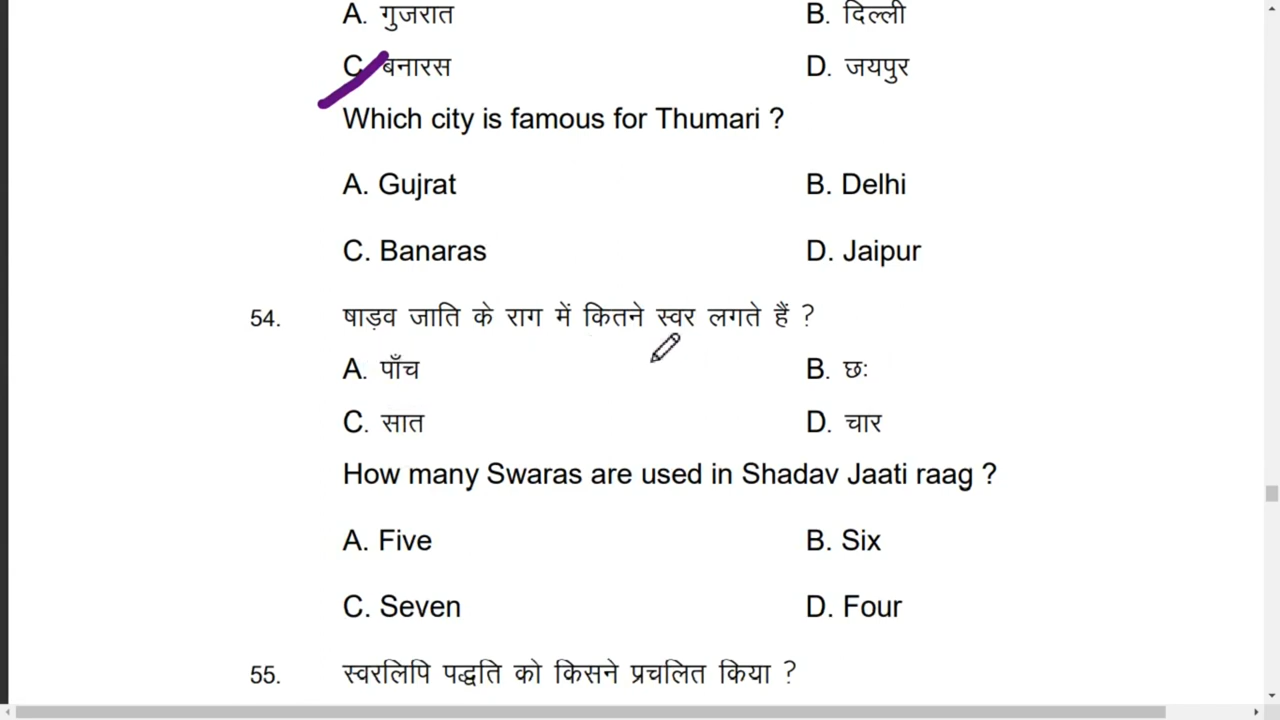 A. गुजरात B. दिल्ली
C. बनारस D. जयपुर
Which city is famous for Thumari ?
A. Gujrat B. Delhi
C. Banaras D. Jaipur
54. षाड़व जाति के राग में कितने स्वर लगते हैं ?
A. पाँच B. छः
C. सात D. चार
How many Swaras are used in Shadav Jaati raag ?
A. Five B. Six
C. Seven D. Four
55. स्वरलिपि पद्धति को किसने प्रचलित किया ?